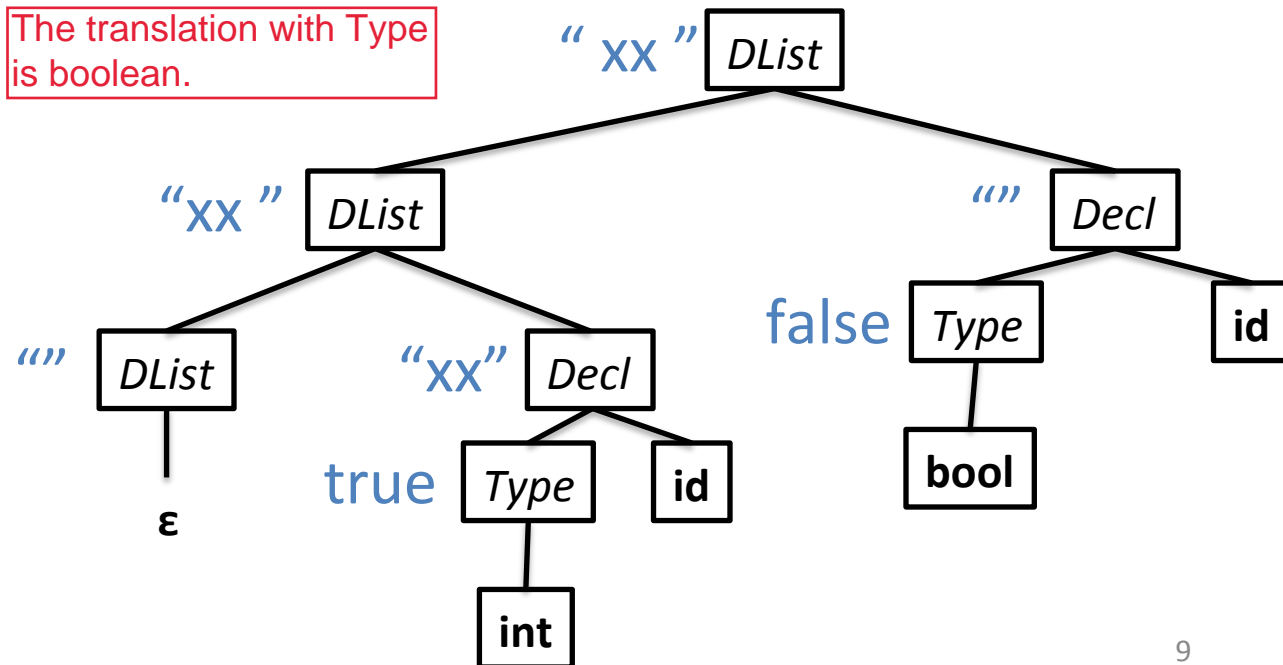 The translation with Type
is boolean.
“ xx ” DList
“xx ” DList “” Decl
“” DList “xx” Decl false Type id
ε true Type id bool
int
9